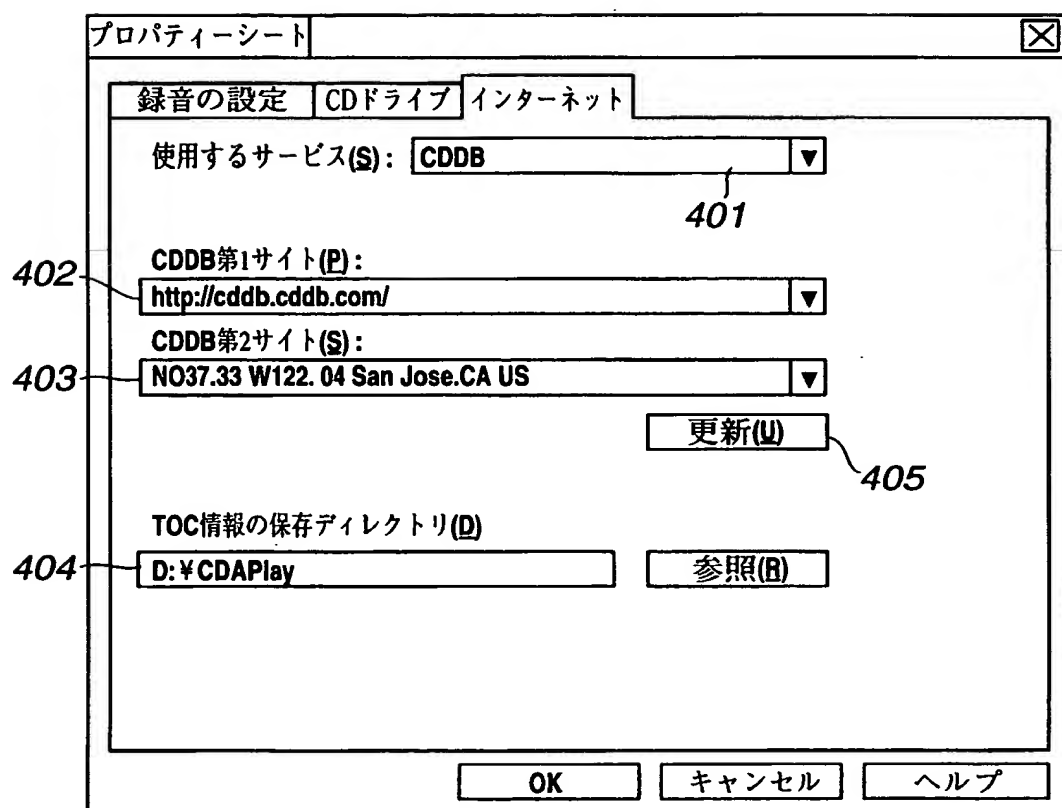 プロパティーシート
録音の設定 CDドライブ インターネット
使用するサービス(S): CDDB ▼
401
CDDB第1サイト(P):
402 http://cddb.cddb.com/ ▼
CDDB第2サイト(S):
403 NO37.33 W122. 04 San Jose.CA US ▼
更新(U)
405
TOC情報の保存ディレクトリ(D)
404 D:¥CDAPlay 参照(R)
OK キャンセル ヘルプ